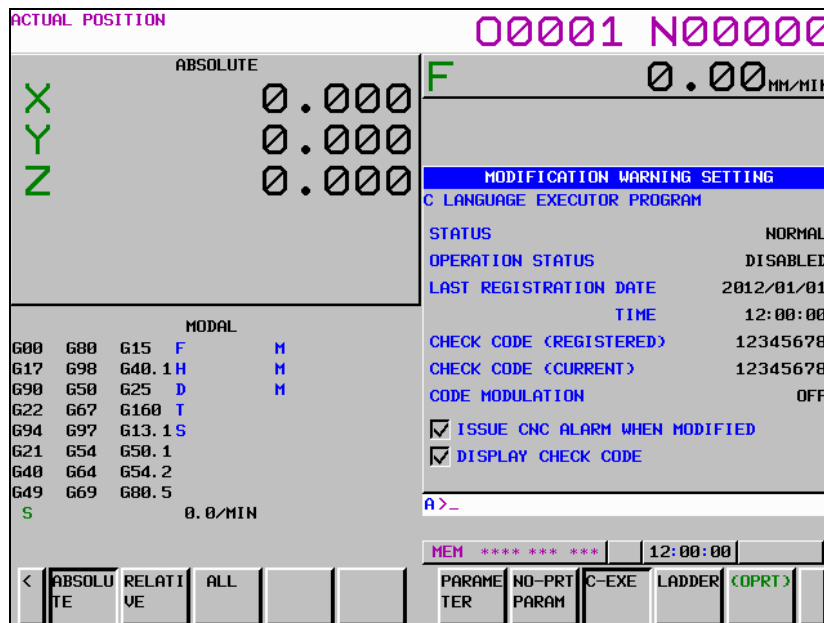 ACTUAL POSITION
O0001 N00000
ABSOLUTE
X 0.000
Y 0.000
Z 0.000
F 0.00 MM/MIN
MODIFICATION WARNING SETTING
C LANGUAGE EXECUTOR PROGRAM
STATUS NORMAL
OPERATION STATUS DISABLED
LAST REGISTRATION DATE 2012/01/01
TIME 12:00:00
CHECK CODE (REGISTERED) 12345678
CHECK CODE (CURRENT) 12345678
CODE MODULATION OFF
ISSUE CNC ALARM WHEN MODIFIED
DISPLAY CHECK CODE
MODAL
G00 G80 G15 F M
G17 G98 G40.1 H M
G90 G50 G25 D M
G22 G67 G160 T
G94 G97 G13.1 S
G21 G54 G50.1
G40 G64 G54.2
G49 G69 G80.5
S 0.0/MIN
A>_
MEM **** *** *** 12:00:00
< ABSOLU RELATI ALL PARAME NO-PRT C-EXE LADDER (OPRT)
TE VE TER PARAM